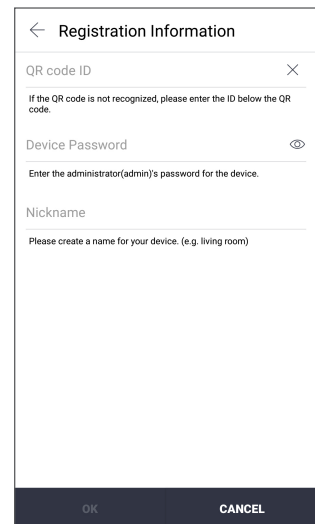 Registration Information
QR code ID
If the QR code is not recognized, please enter the ID below the QR
code.
Device Password
Enter the administrator(admin)'s password for the device.
Nickname
Please create a name for your device. (e.g. living room)
OK
CANCEL